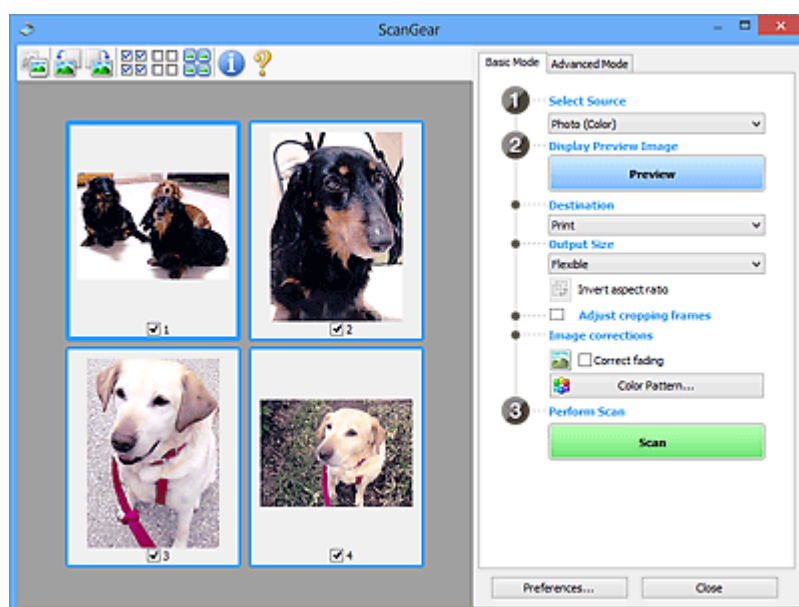 ScanGear
Basic Mode
Advanced Mode
1 Select Source
Photo (Color)
2 Display Preview Image
Preview
Destination
Print
Output Size
Flexible
Invert aspect ratio
Adjust cropping frames
Image corrections
Correct fading
Color Pattern...
3 Perform Scan
Scan
1
2
3
4
Preferences...
Close